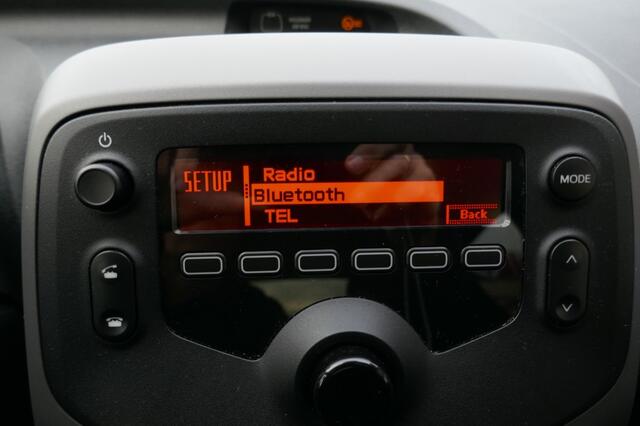 SETUP
Radio
Bluetooth
TEL
Back
MODE